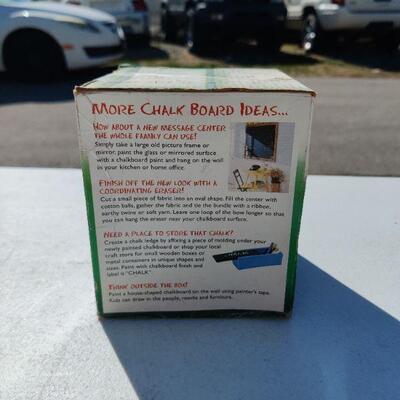 MORE CHALK BOARD IDEAS...
HOW ABOUT A NEW MESSAGE CENTER
THE WHOLE FAMILY CAN USE!
Simply take a large old picture frame or
mirror, paint the glass or mirrored surface
with a chalkboard paint and hang on the wall
in your kitchen or home office.
FINISH OFF THE NEW LOOK WITH A
COORDINATING ERASER!
Cut a small piece of fabric into an oval shape. Fill the center with
cotton balls, gather the fabric and tie the bundle with a ribbon,
earthy twine or soft yarn. Leave one loop of the bow longer so that
you can hang the eraser near your chalkboard surface.
NEED A PLACE TO STORE THAT CHALK?
Create a chalk ledge by affixing a piece of molding under your
newly painted chalkboard or shop your local
craft store for small wooden boxes or
metal containers in unique shapes and
sizes. Paint with chalkboard finish and
label it "CHALK".
CHALK
THINK OUTSIDE THE BOX!
Paint a house-shaped chalkboard on the wall using painter's tape.
Kids can draw in the people, rooms and furniture.